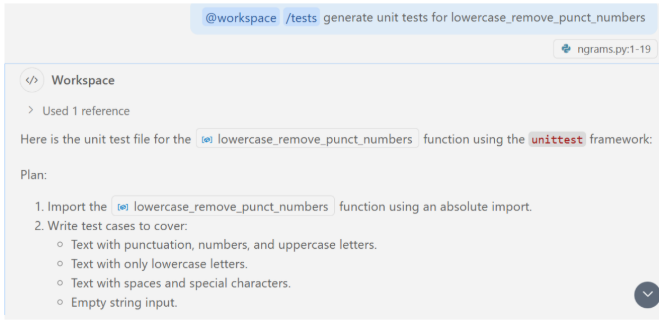 @workspace /tests generate unit tests for lowercase_remove_punct_numbers
ngrams.py:1-19
Workspace
Used 1 reference
Here is the unit test file for the lowercase_remove_punct_numbers function using the unittest framework:
Plan:
1. Import the lowercase_remove_punct_numbers function using an absolute import.
2. Write test cases to cover:
Text with punctuation, numbers, and uppercase letters.
Text with only lowercase letters.
Text with spaces and special characters.
Empty string input.